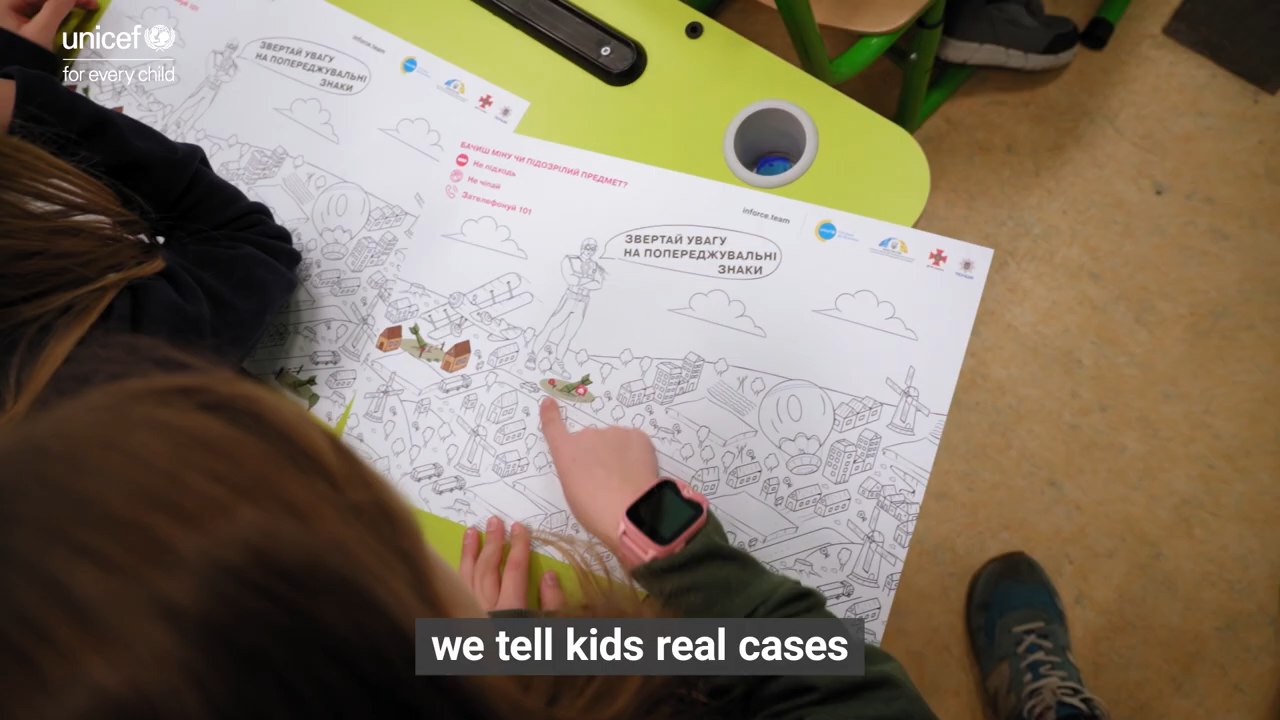 unicef
for every child
ЗВЕРТАЙ УВАГУ
НА ПОПЕРЕДЖУВАЛЬНІ
ЗНАКИ
inforce.team
БАЧИШ МІНУ ЧИ ПІДОЗРІЛИЙ ПРЕДМЕТ?
Не підходь
Не чіпай
Зателефонуй 101
inforce.team
unicef
ЗВЕРТАЙ УВАГУ
НА ПОПЕРЕДЖУВАЛЬНІ
ЗНАКИ
we tell kids real cases